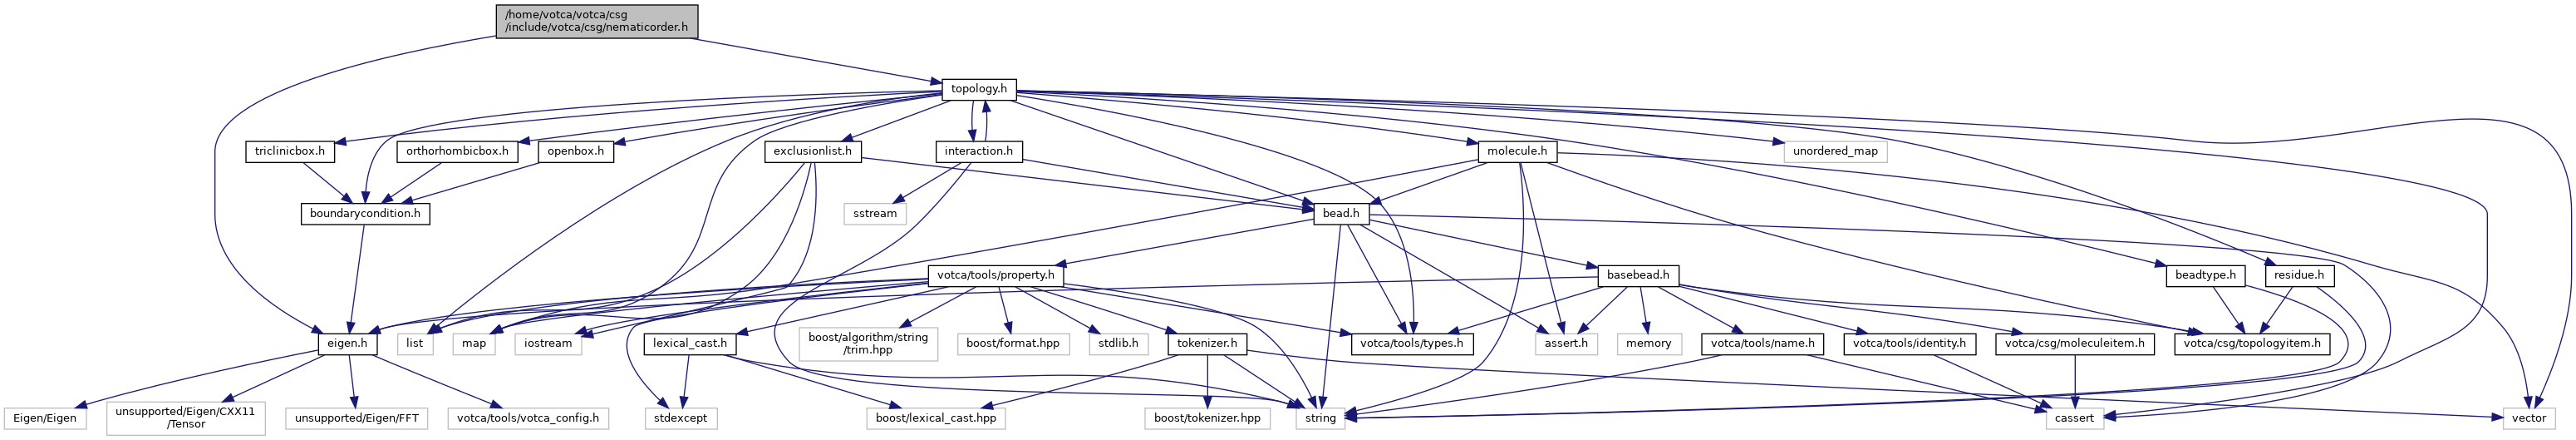 /home/votca/votca/csg
/include/votca/csg/nematicorder.h
topology.h
triclinicbox.h
orthorhombicbox.h
openbox.h
exclusionlist.h
interaction.h
molecule.h
unordered_map
boundarycondition.h
sstream
bead.h
votca/tools/property.h
basebead.h
beadtype.h
residue.h
eigen.h
list
map
iostream
lexical_cast.h
boost/algorithm/string
/trim.hpp
boost/format.hpp
stdlib.h
tokenizer.h
votca/tools/types.h
assert.h
memory
votca/tools/name.h
votca/tools/identity.h
votca/csg/moleculeitem.h
votca/csg/topologyitem.h
Eigen/Eigen
unsupported/Eigen/CXX11
/Tensor
unsupported/Eigen/FFT
votca/tools/votca_config.h
stdexcept
boost/lexical_cast.hpp
boost/tokenizer.hpp
string
cassert
vector